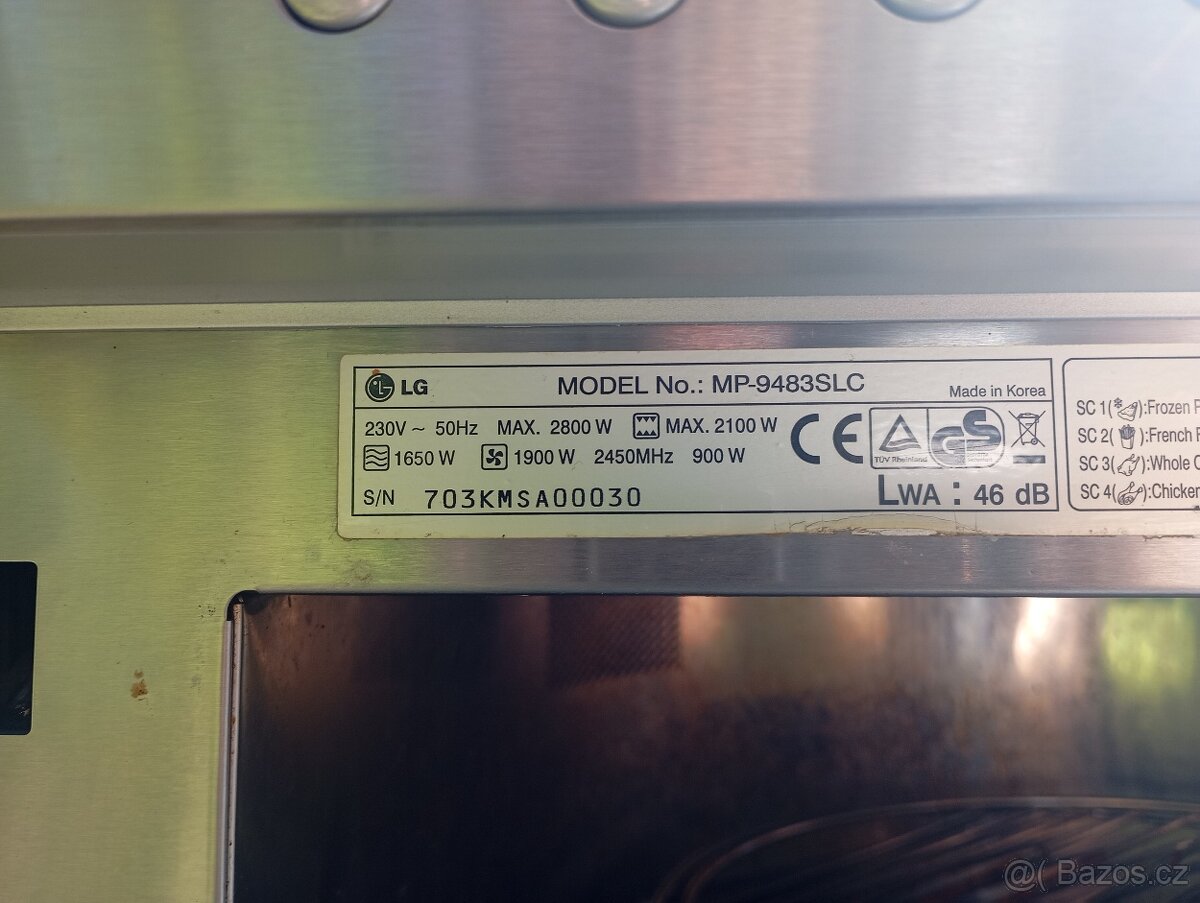 LG MODEL No.: MP-9483SLC Made in Korea
230V ~ 50Hz MAX. 2800 W MAX. 2100 W
1650 W 1900 W 2450MHz 900 W
TÜV Rheinland GS
S/N 703KMSA00030 LWA : 46 dB
SC 1( ):Frozen
SC 2( ):French
SC 3( ):Whole
SC 4( ):Chicken
@( Bazos.cz